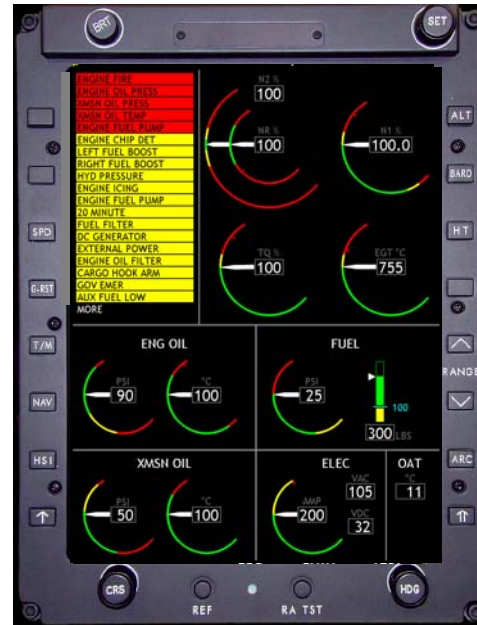 BRT
SET
ENGINE FIRE
ENGINE OIL PRESS
XMSN OIL PRESS
XMSN OIL TEMP
ENGINE FUEL PUMP
ENGINE CHIP DET
LEFT FUEL BOOST
RIGHT FUEL BOOST
HYD PRESSURE
ENGINE ICING
ENGINE FUEL PUMP
20 MINUTE
FUEL FILTER
DC GENERATOR
EXTERNAL POWER
ENGINE OIL FILTER
CARGO HOOK ARM
GOV EMER
AUX FUEL LOW
MORE
N2 %
100
NR %
100
N1 %
100.0
TQ %
100
EGT °C
755
ENG OIL
PSI
90
°C
100
FUEL
PSI
25
100
300 LBS
XMSN OIL
PSI
50
°C
100
ELEC
AMP
200
VAC
105
VDC
32
OAT
°C
11
SPD
G-RST
T/M
NAV
HSI
ALT
BARO
HT
RANGE
ARC
CRS
REF
RA TST
HDG